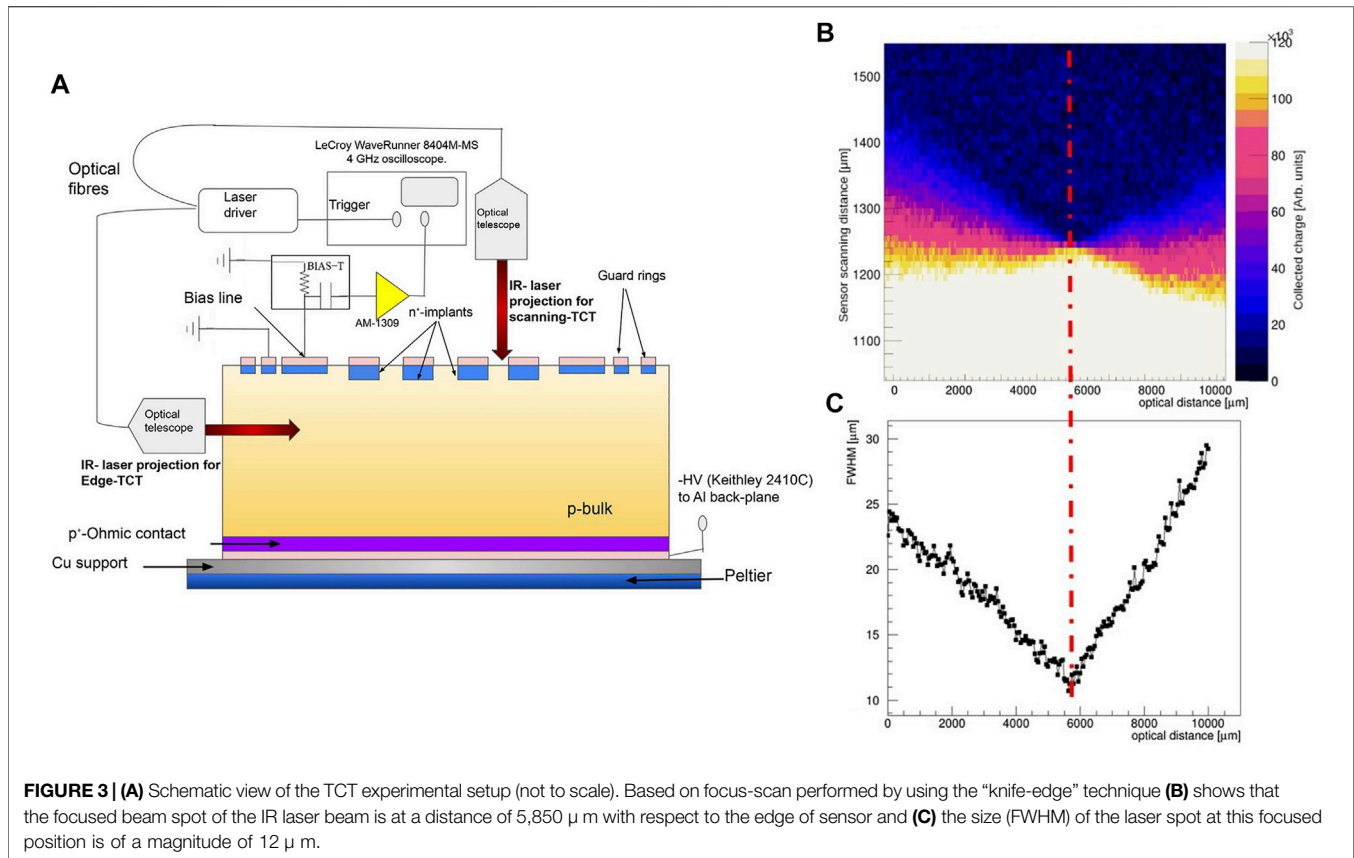 A
LeCroy WaveRunner 8404M-MS
4 GHz oscilloscope.
Optical
fibres
Laser
driver
Trigger
Optical
telescope
BIAS-T
Bias line
AM-1309
n⁺-implants
IR- laser
projection for
scanning-TCT
Guard rings
Optical
telescope
IR- laser projection for
Edge-TCT
-HV (Keithley 2410C)
to Al back-plane
p-bulk
p⁺-Ohmic contact
Cu support
Peltier
B
×10³
1500
1400
1300
1200
1100
Sensor scanning distance [μm]
0
2000
4000
6000
8000
10000
optical distance [μm]
120
100
80
60
40
20
0
Collected charge [Arb. units]
C
FWHM [μm]
30
25
20
15
10
0
2000
4000
6000
8000
10000
optical distance [μm]
FIGURE 3 | (A) Schematic view of the TCT experimental setup (not to scale). Based on focus-scan performed by using the “knife-edge” technique (B) shows that
the focused beam spot of the IR laser beam is at a distance of 5,850 μ m with respect to the edge of sensor and (C) the size (FWHM) of the laser spot at this focused
position is of a magnitude of 12 μ m.